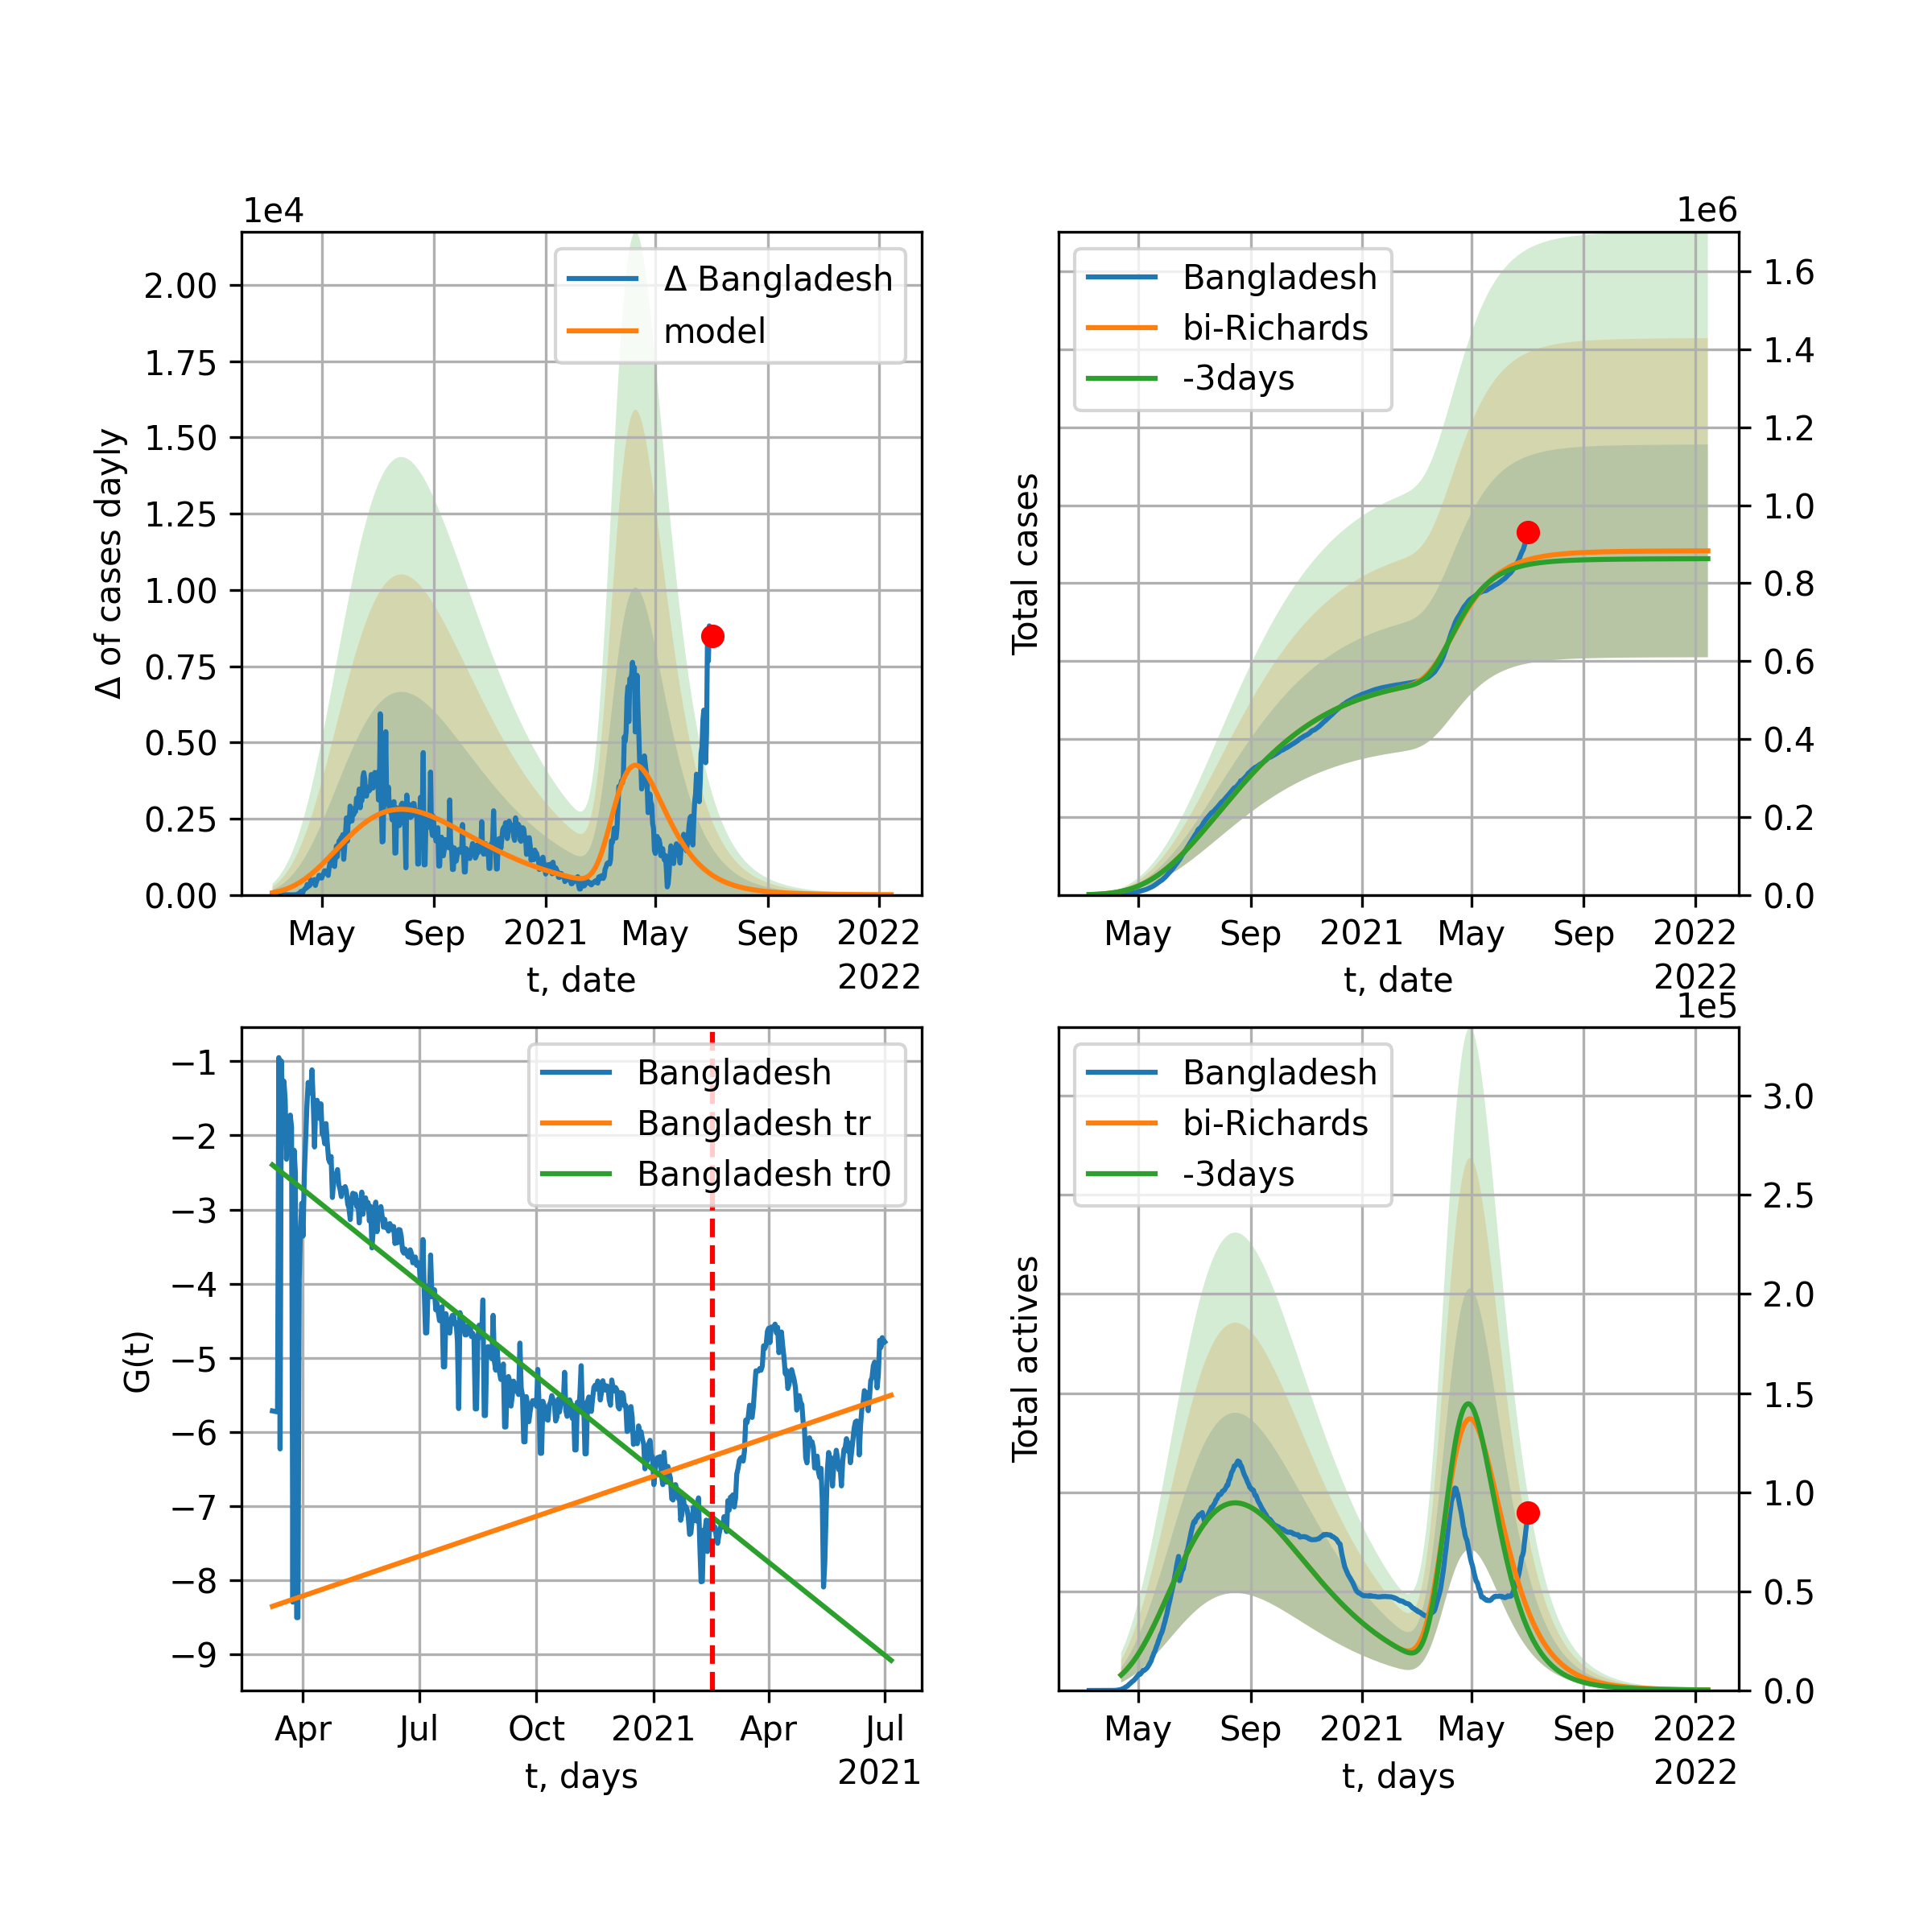 1e4
2.00
1.75
1.50
1.25
1.00
0.75
0.50
0.25
0.00
Δ of cases dayly
Δ Bangladesh
model
May Sep 2021 May Sep 2022
t, date
2022
1e6
Bangladesh
bi-Richards
-3days
Total cases
1.6
1.4
1.2
1.0
0.8
0.6
0.4
0.2
0.0
May Sep 2021 May Sep 2022
t, date
2022
−1
−2
−3
−4
−5
−6
−7
−8
−9
G(t)
Bangladesh
Bangladesh tr
Bangladesh tr0
Apr Jul Oct 2021 Apr Jul
t, days
2021
1e5
Bangladesh
bi-Richards
-3days
Total actives
3.0
2.5
2.0
1.5
1.0
0.5
0.0
May Sep 2021 May Sep 2022
t, days
2022